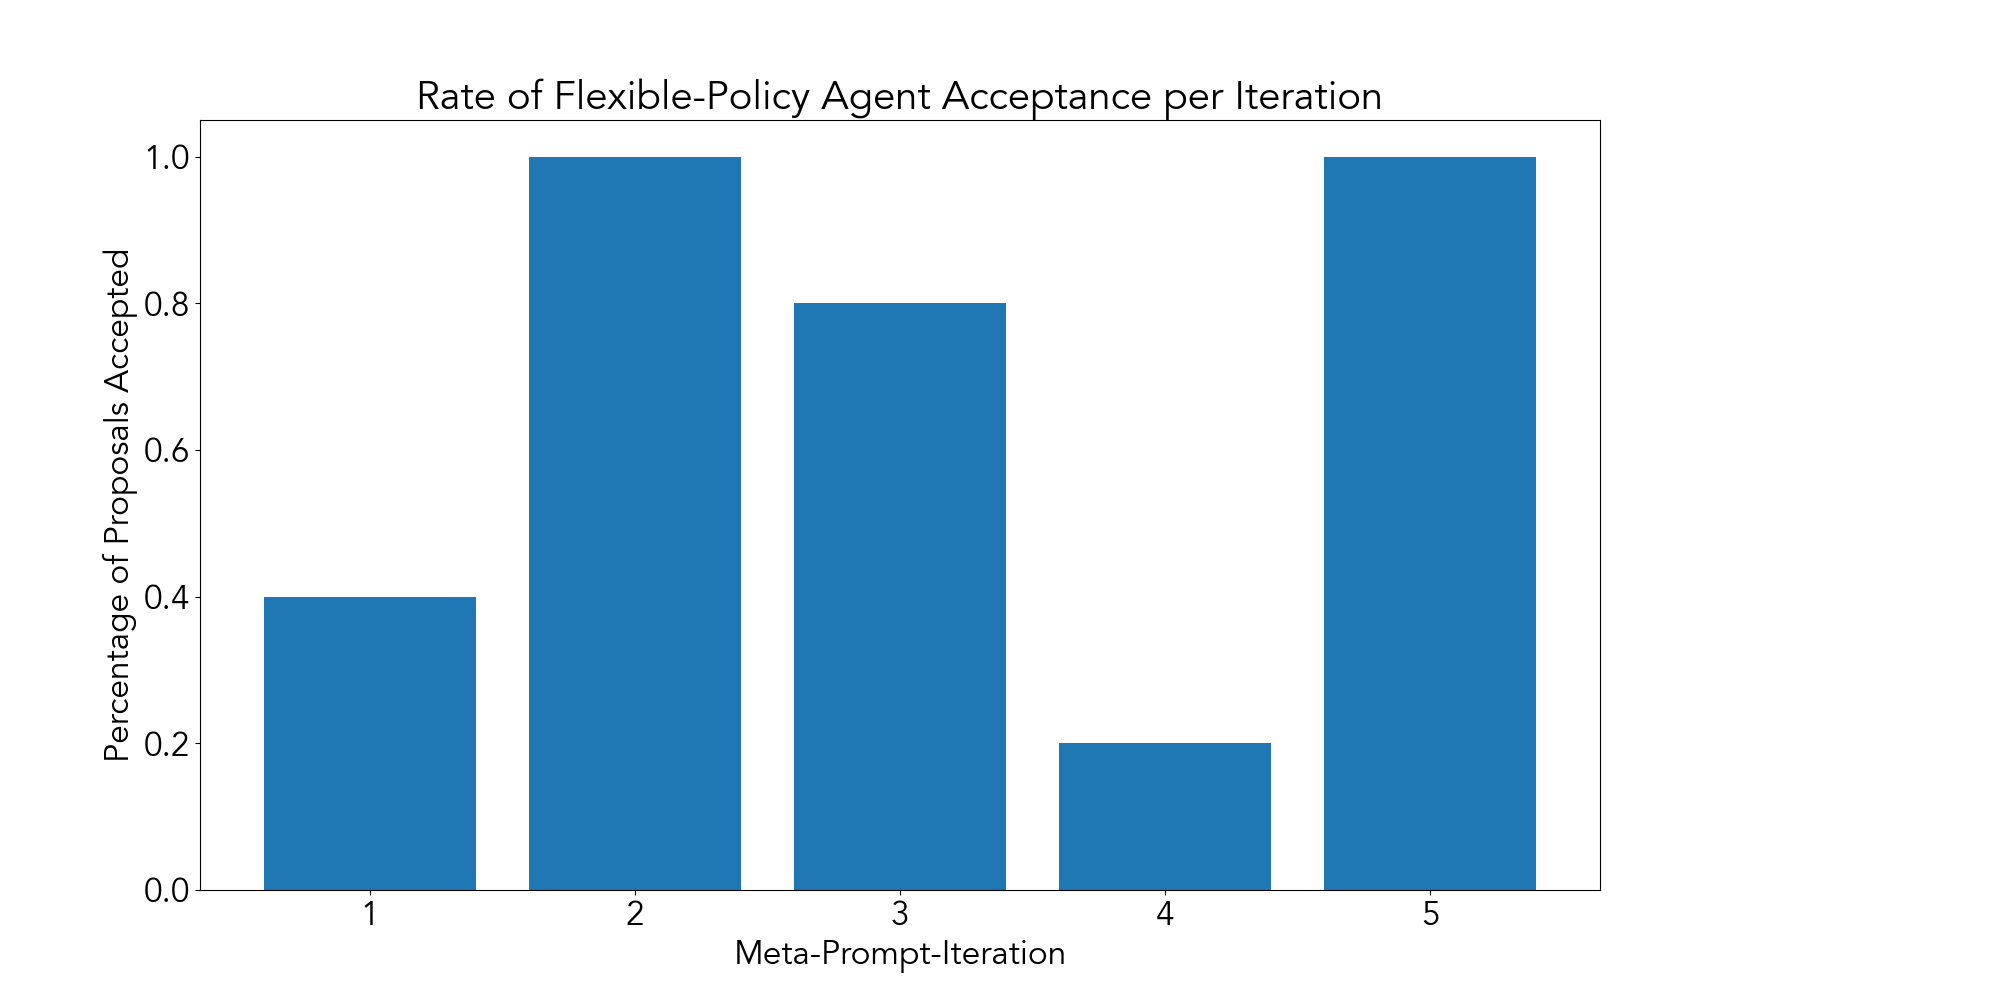 Rate of Flexible-Policy Agent Acceptance per Iteration
Percentage of Proposals Accepted
1.0
0.8
0.6
0.4
0.2
0.0
1 2 3 4 5
Meta-Prompt-Iteration